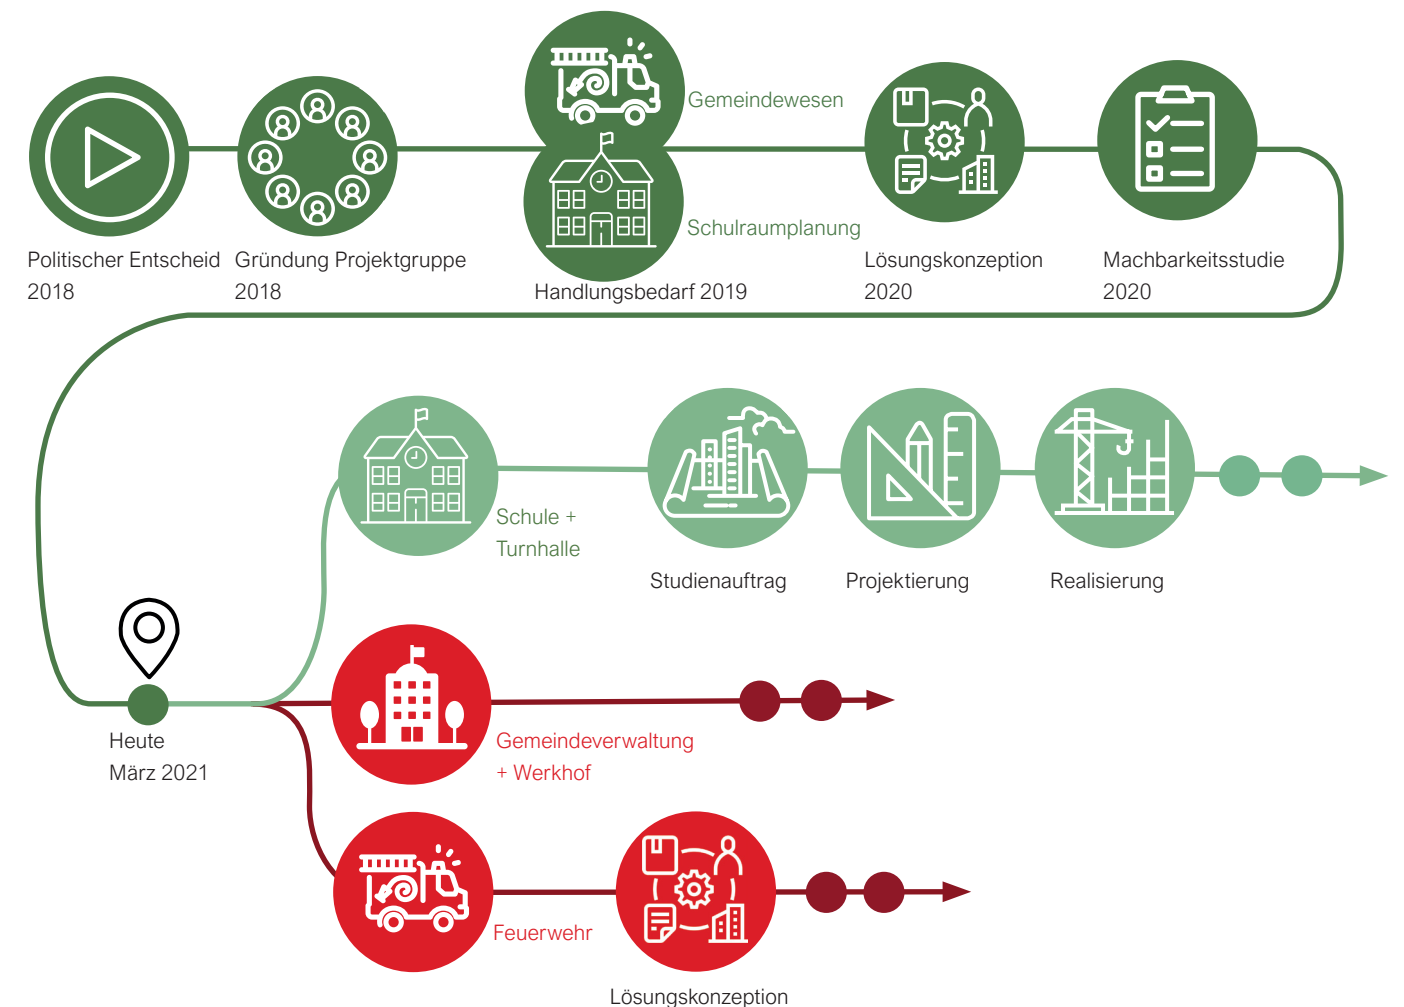 Gemeindewesen
Schulraumplanung
Politischer Entscheid
2018
Gründung Projektgruppe
2018
Handlungsbedarf 2019
Lösungskonzeption
2020
Machbarkeitsstudie
2020
Schule +
Turnhalle
Studienauftrag
Projektierung
Realisierung
Heute
März 2021
Gemeindeverwaltung
+ Werkhof
Feuerwehr
Lösungskonzeption